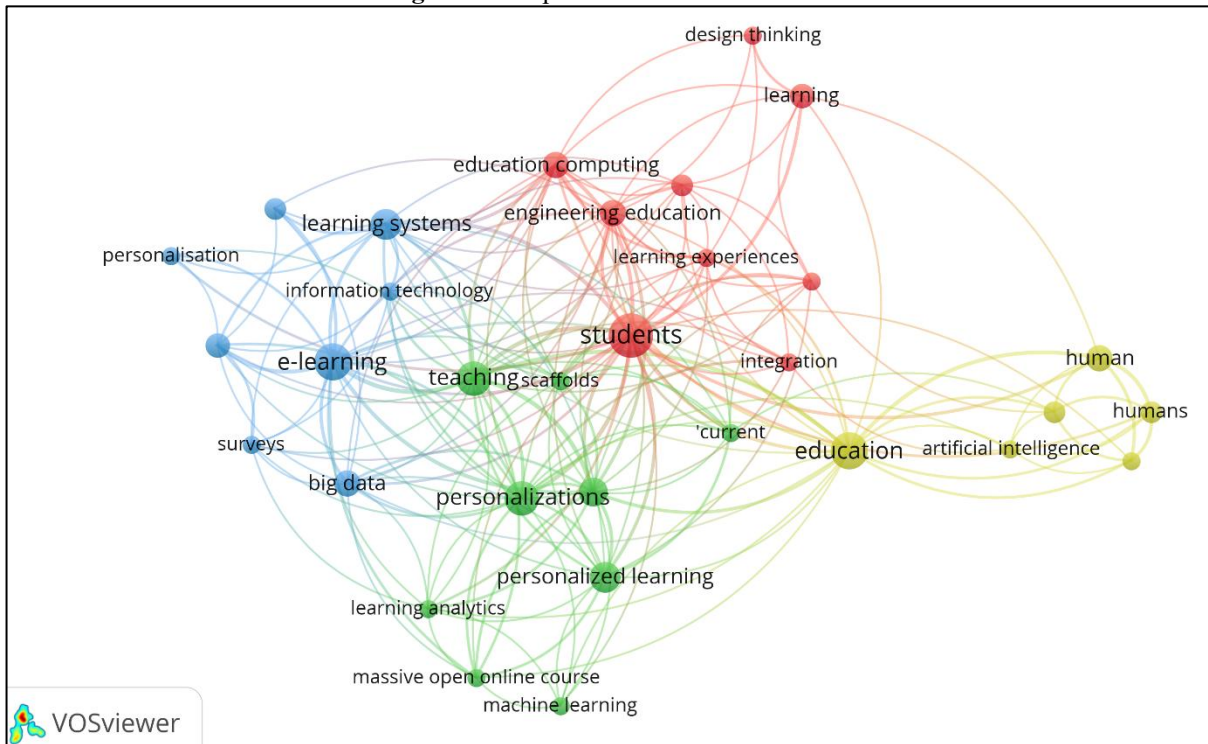 design thinking
learning
education computing
engineering education
learning systems
personalisation
learning experiences
information technology
students
e-learning
integration
human
teaching
scaffolds
humans
'current
surveys
education
artificial intelligence
big data
personalizations
personalized learning
learning analytics
massive open online course
machine learning
VOSviewer